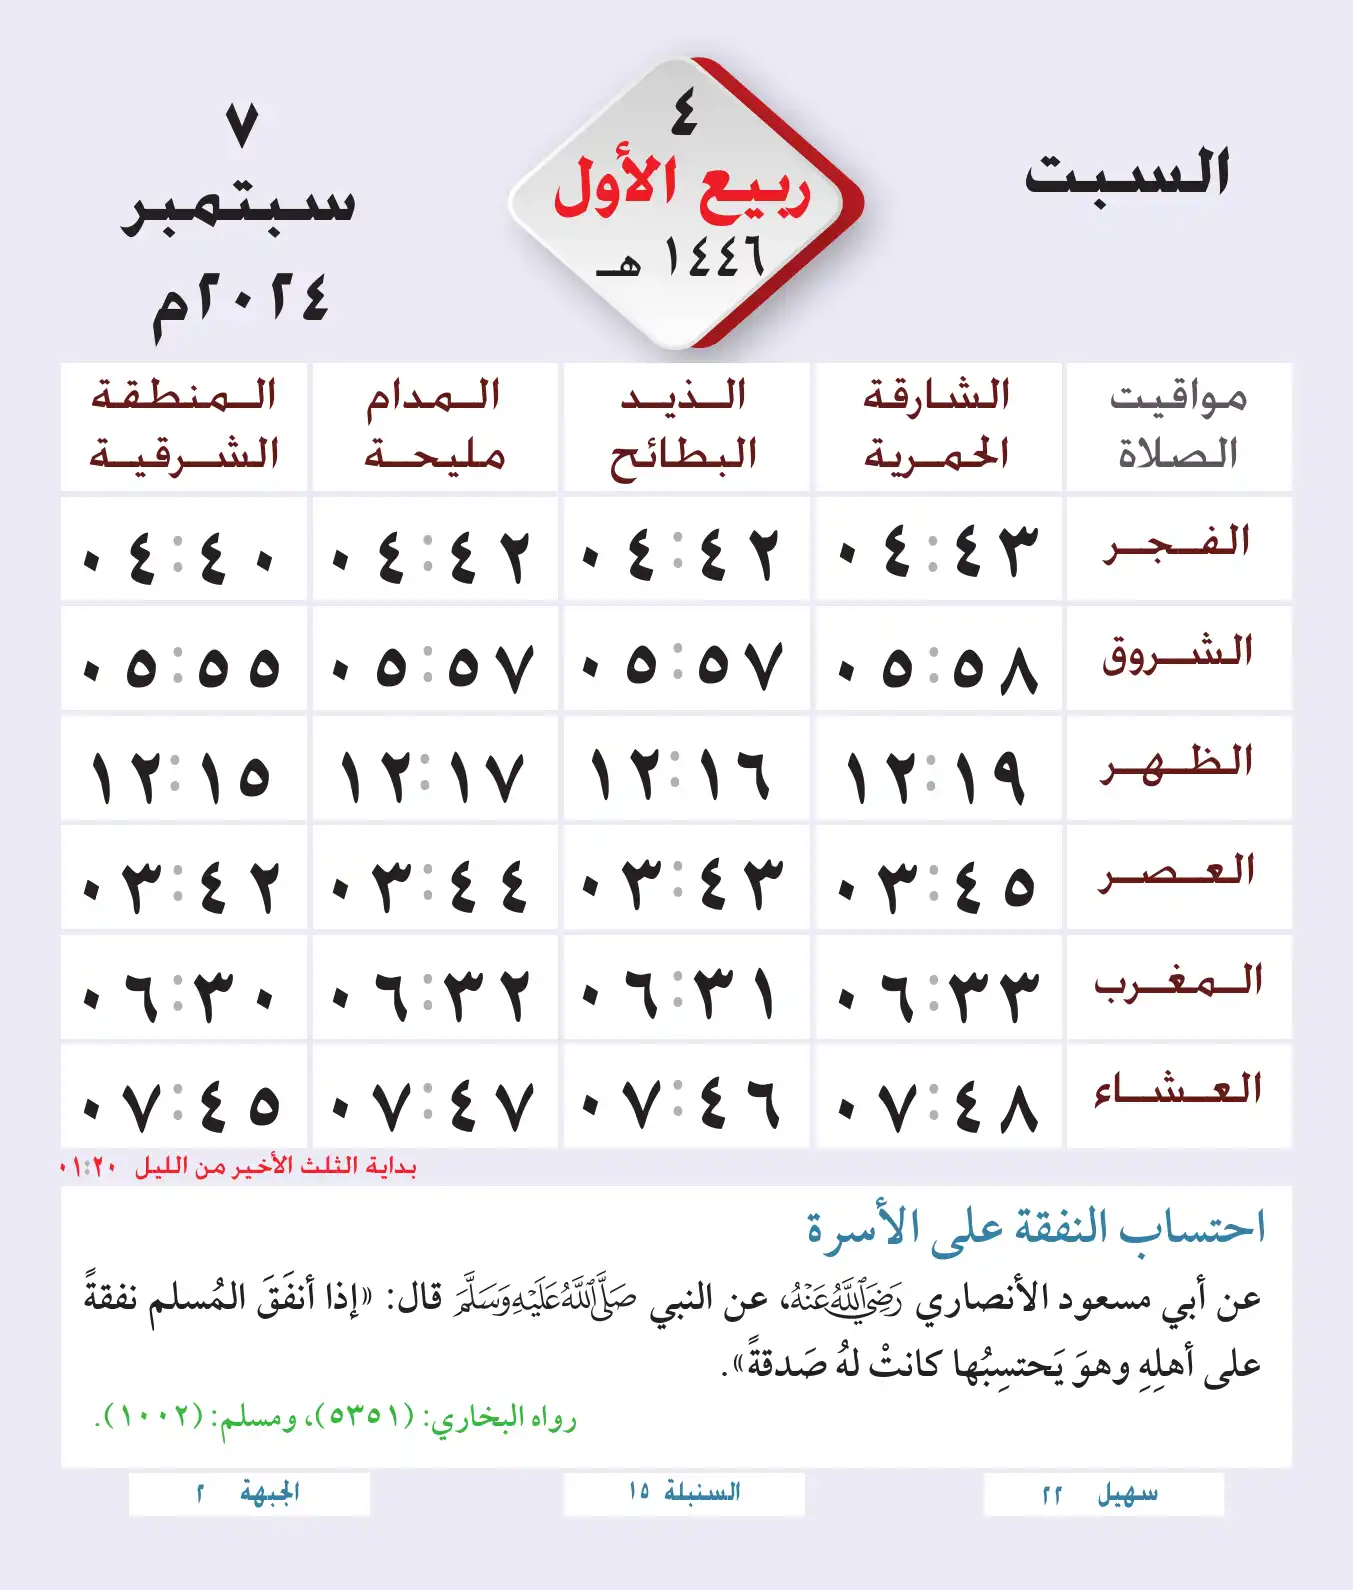 السبت
٤
ربيع الأول
١٤٤٦ هـ
٧
سبتمبر
٢٠٢٤م
مواقيت الصلاة
الشارقة الحمرية
الذيد البطائح
المدام مليحة
المنطقة الشرقية
الفجر ٠٤:٤٣ ٠٤:٤٢ ٠٤:٤٢ ٠٤:٤٠
الشروق ٠٥:٥٨ ٠٥:٥٧ ٠٥:٥٧ ٠٥:٥٥
الظهر ١٢:١٩ ١٢:١٦ ١٢:١٧ ١٢:١٥
العصر ٠٣:٤٥ ٠٣:٤٣ ٠٣:٤٤ ٠٣:٤٢
المغرب ٠٦:٣٣ ٠٦:٣١ ٠٦:٣٢ ٠٦:٣٠
العشاء ٠٧:٤٨ ٠٧:٤٦ ٠٧:٤٧ ٠٧:٤٥
بداية الثلث الأخير من الليل ٠١:٢٠
احتساب النفقة على الأسرة
عن أبي مسعود الأنصاري رَضِيَ اللَّهُ عَنْهُ، عن النبي صَلَّى اللَّهُ عَلَيْهِ وَسَلَّمَ قال: «إذا أنفَقَ المُسلم نفقةً
على أهلِهِ وهوَ يَحتسِبُها كانتْ لهُ صَدقةً».
رواه البخاري: (٥٣٥١)، ومسلم: (١٠٠٢).
سهيل ٢٢
السنبلة ١٥
الجبهة ٢